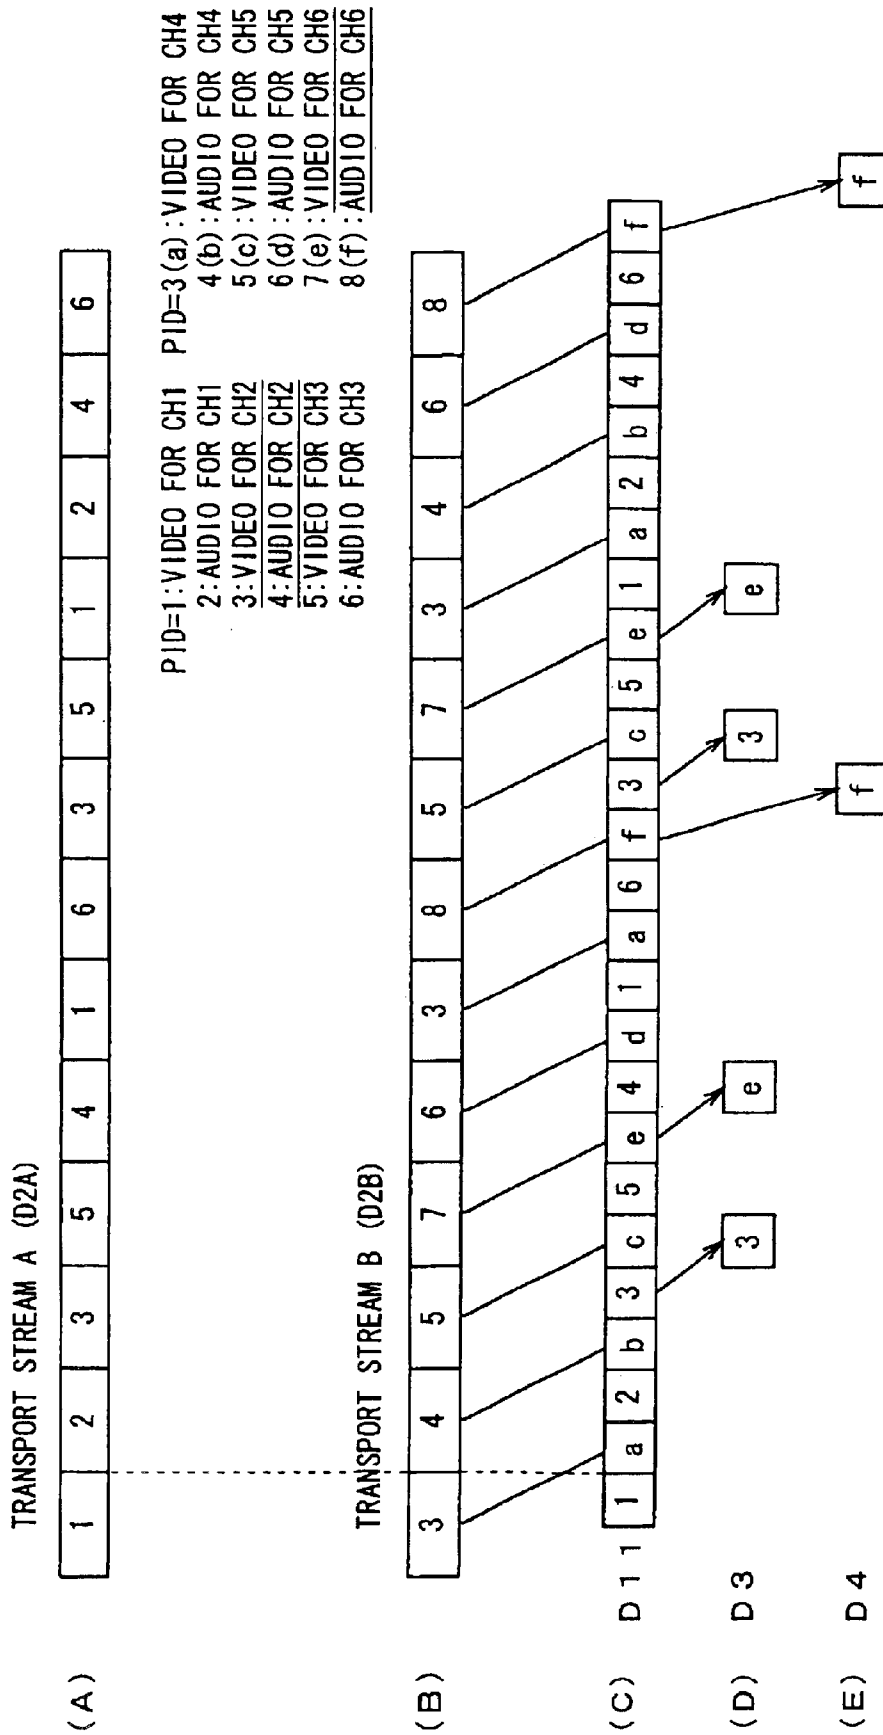 TRANSPORT STREAM A (D2A)
(A) 1 2 3 5 4 1 6 3 5 1 2 4 6
PID=1:VIDEO FOR CH1 PID=3(a):VIDEO FOR CH4
2:AUDIO FOR CH1 4(b):AUDIO FOR CH4
3:VIDEO FOR CH2 5(c):VIDEO FOR CH5
4:AUDIO FOR CH2 6(d):AUDIO FOR CH5
5:VIDEO FOR CH3 7(e):VIDEO FOR CH6
6:AUDIO FOR CH3 8(f):AUDIO FOR CH6
TRANSPORT STREAM B (D2B)
(B) 3 4 5 7 6 3 8 5 7 3 4 6 8
(C) D11 1 a 2 b 3 c 5 e 4 d 1 a 6 f 3 c 5 e 1 a 2 b 4 d 6 f
(D) D3 3 e 3 e
(E) D4 f f